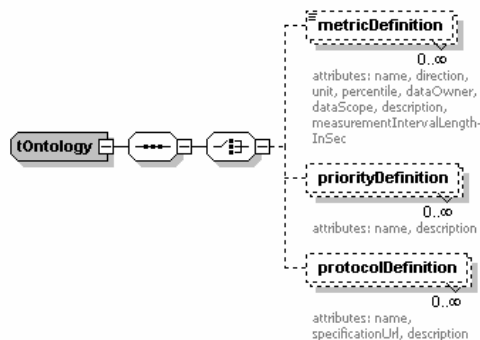 metricDefinition
0..∞
attributes: name, direction,
unit, percentile, dataOwner,
dataScope, description,
measurementIntervalLength-
InSec
tOntology
priorityDefinition
0..∞
attributes: name, description
protocolDefinition
0..∞
attributes: name,
specificationUrl, description